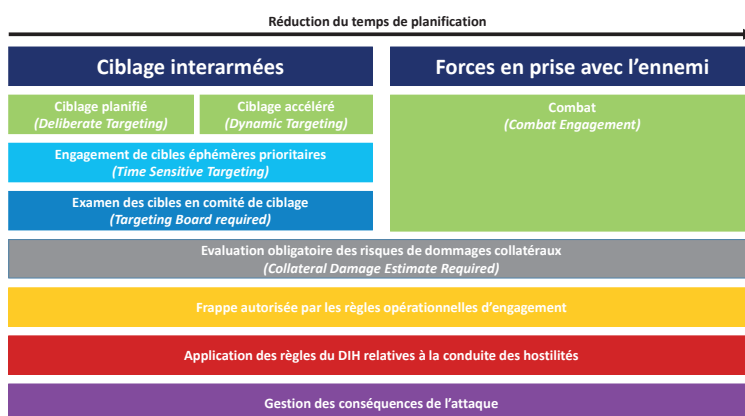 Réduction du temps de planification
Ciblage interarmées
Forces en prise avec l'ennemi
Ciblage planifié
(Deliberate Targeting)
Ciblage accéléré
(Dynamic Targeting)
Combat
(Combat Engagement)
Engagement de cibles éphémères prioritaires
(Time Sensitive Targeting)
Examen des cibles en comité de ciblage
(Targeting Board required)
Evaluation obligatoire des risques de dommages collatéraux
(Collateral Damage Estimate Required)
Frappe autorisée par les règles opérationnelles d'engagement
Application des règles du DIH relatives à la conduite des hostilités
Gestion des conséquences de l'attaque